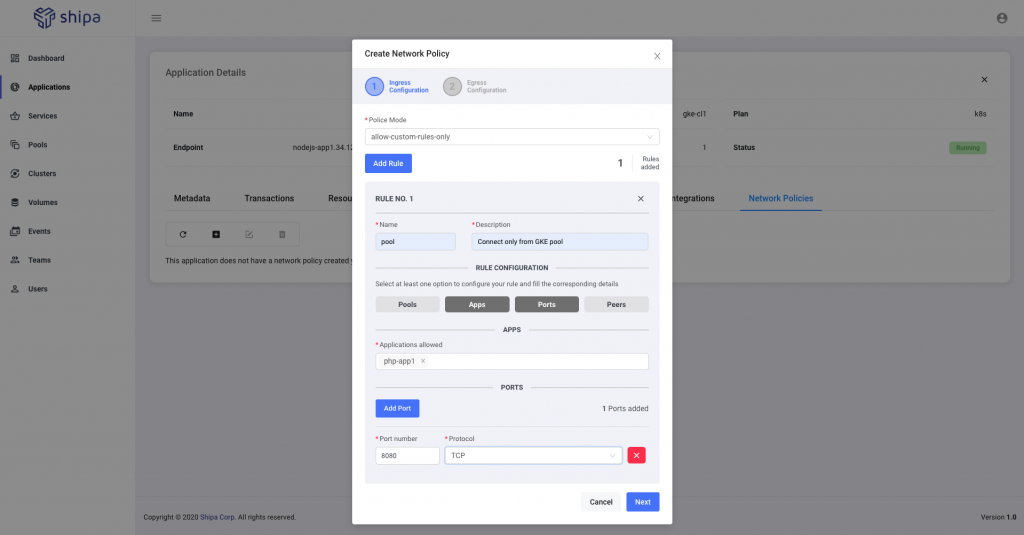 shipa
Dashboard
Applications
Services
Pools
Clusters
Volumes
Events
Teams
Users
Application Details
Name
gke-cl1
Plan
k8s
Endpoint
nodejs-app1.34.12
1
Status
Running
Metadata
Transactions
Resou
ntegrations
Network Policies
This application does not have a network policy created y
Create Network Policy
1
Ingress
Configuration
2
Egress
Configuration
*Police Mode
allow-custom-rules-only
Add Rule
1
Rules
added
RULE NO. 1
*Name
*Description
pool
Connect only from GKE pool
RULE CONFIGURATION
Select at least one option to configure your rule and fill the corresponding details
Pools
Apps
Ports
Peers
APPS
*Applications allowed
php-app1 ×
PORTS
Add Port
1 Ports added
*Port number
*Protocol
8080
TCP
Cancel
Next
Copyright © 2020 Shipa Corp. All rights reserved.
Version 1.0